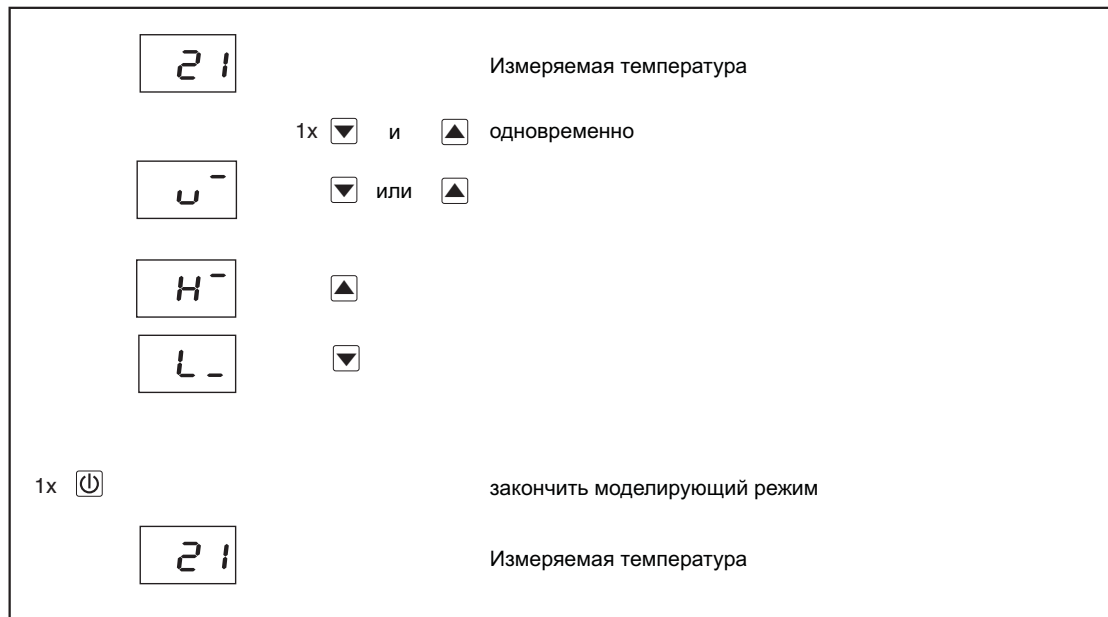 21 Измеряемая температура
1x ▼ и ▲ одновременно
u ¯ ▼ или ▲
H ¯ ▲
L _ ▼
1x ⏻ закончить моделирующий режим
21 Измеряемая температура